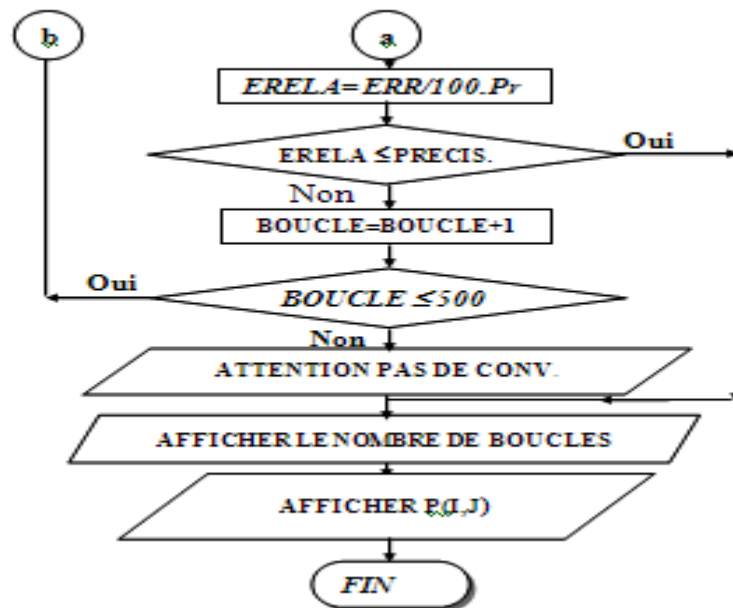 b
a
ERELA=ERR/100.Pr
ERELA ≤PRECIS.
Oui
Non
BOUCLE=BOUCLE+1
Oui
BOUCLE ≤500
Non
ATTENTION PAS DE CONV.
AFFICHER LE NOMBRE DE BOUCLES
AFFICHER P(I,J)
FIN